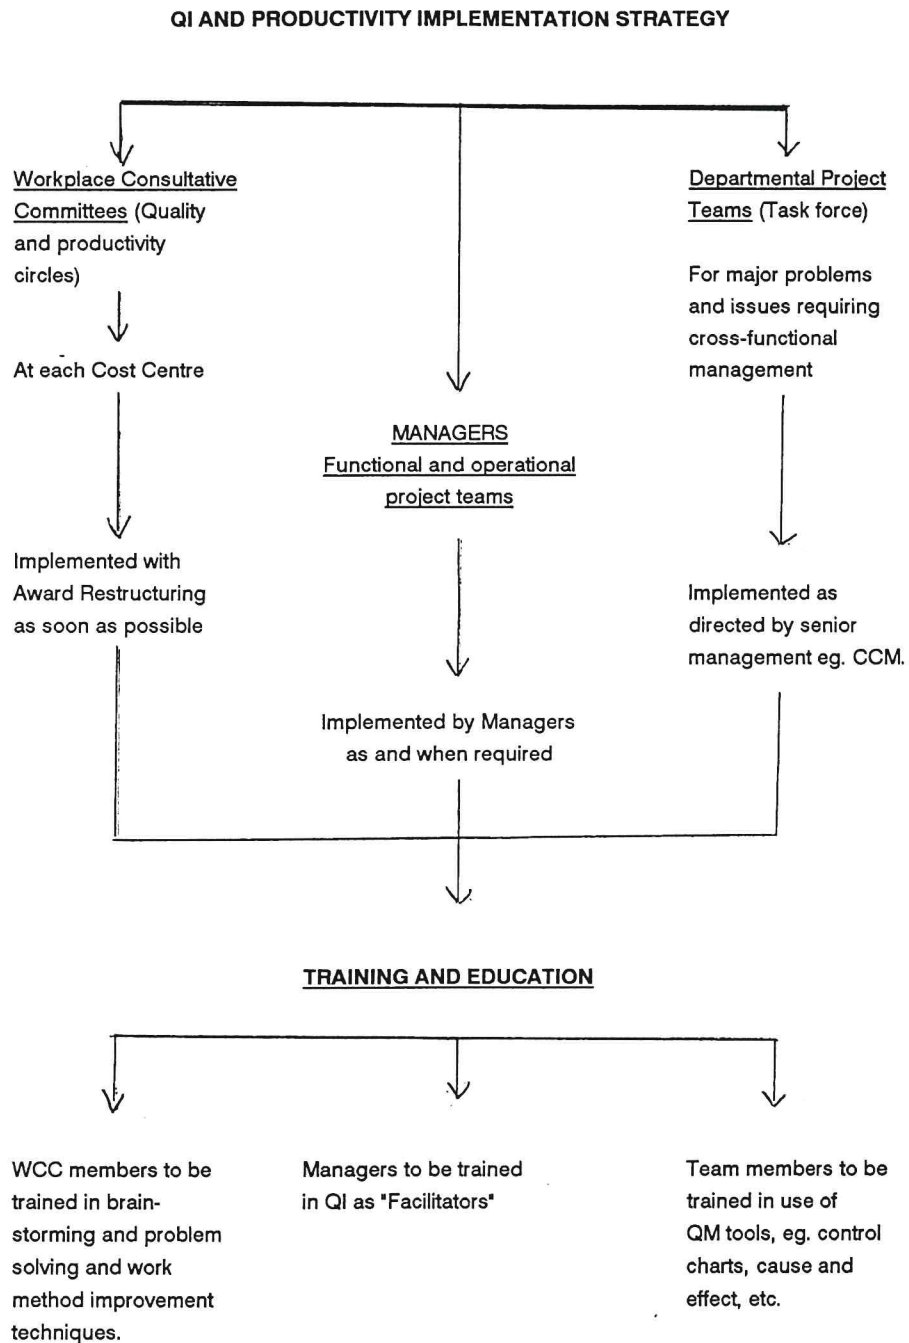 QI AND PRODUCTIVITY IMPLEMENTATION STRATEGY
Workplace Consultative
Committees (Quality
and productivity
circles)
At each Cost Centre
Implemented with
Award Restructuring
as soon as possible
MANAGERS
Functional and operational
project teams
Implemented by Managers
as and when required
Departmental Project
Teams (Task force)
For major problems
and issues requiring
cross-functional
management
Implemented as
directed by senior
management eg. CCM.
TRAINING AND EDUCATION
WCC members to be
trained in brain-
storming and problem
solving and work
method improvement
techniques.
Managers to be trained
in QI as "Facilitators"
Team members to be
trained in use of
QM tools, eg. control
charts, cause and
effect, etc.